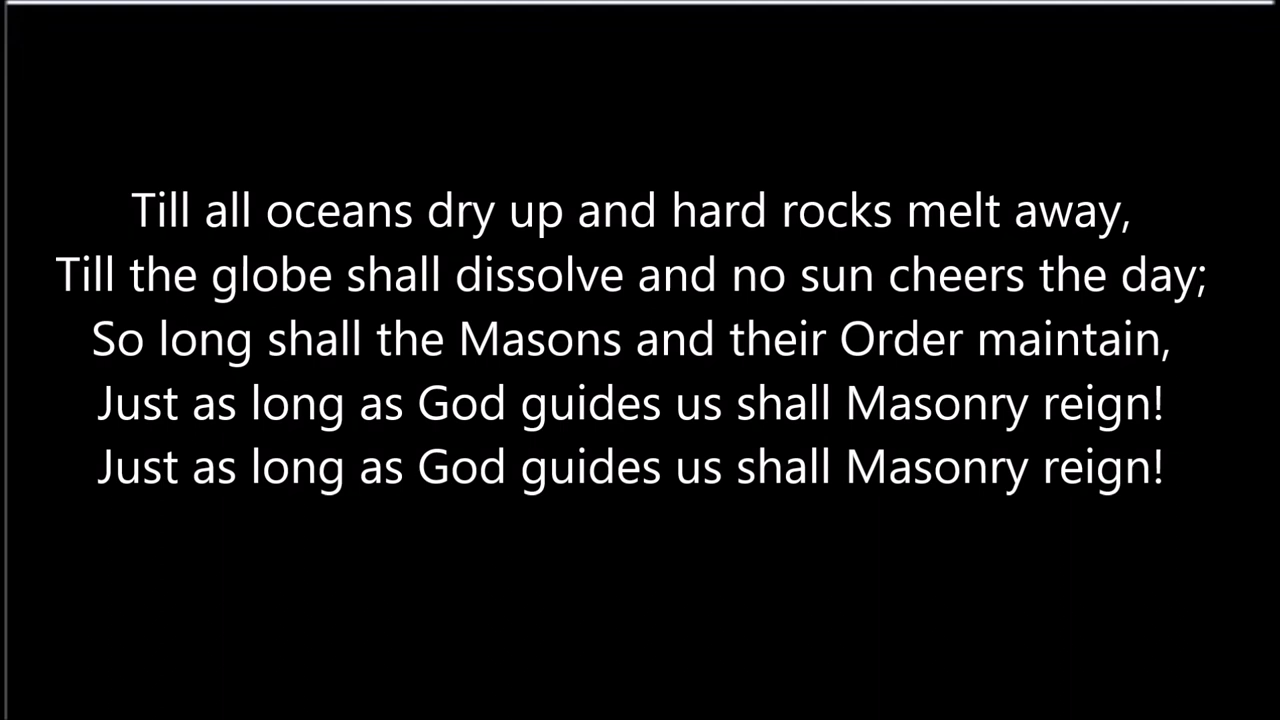 Till all oceans dry up and hard rocks melt away,
Till the globe shall dissolve and no sun cheers the day;
So long shall the Masons and their Order maintain,
Just as long as God guides us shall Masonry reign!
Just as long as God guides us shall Masonry reign!